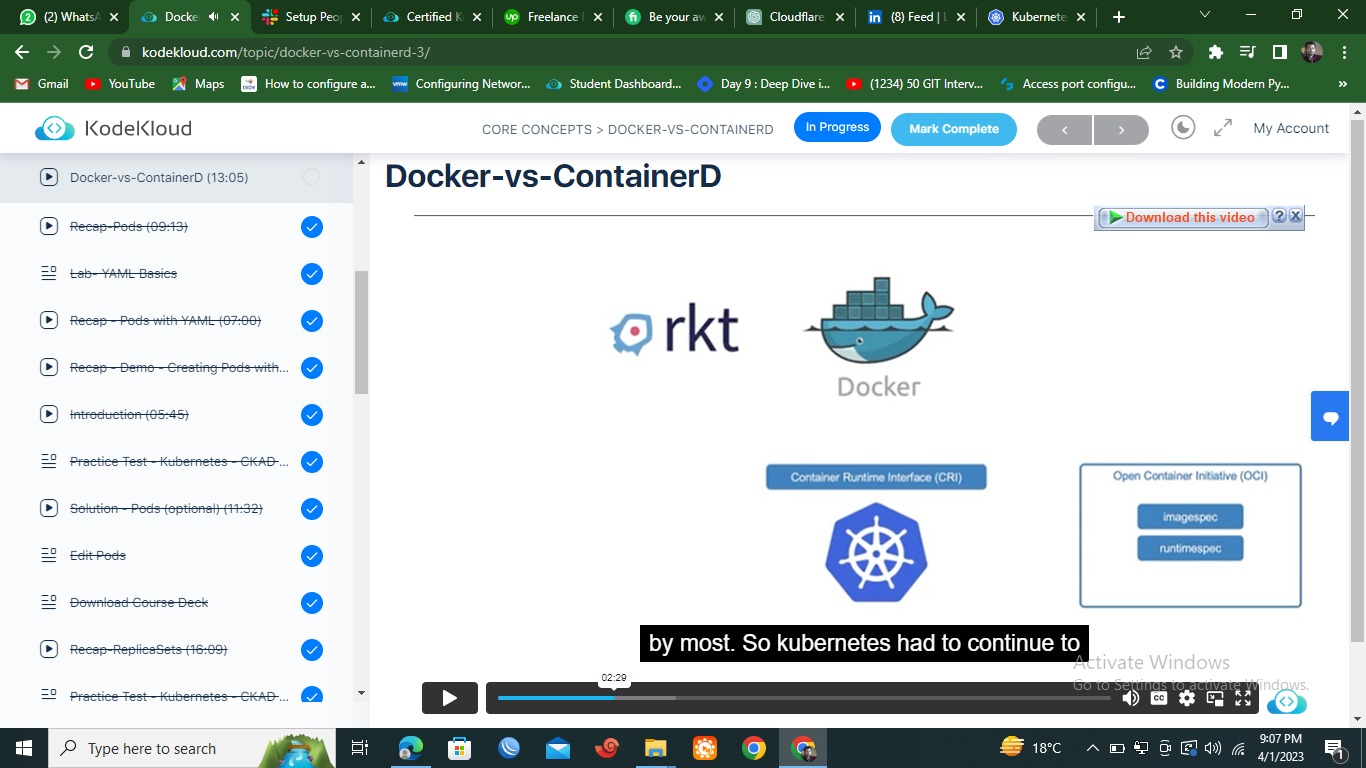 (2) WhatsA
Docke
Setup Peop
Certified K
Freelance
Be your aw
Cloudflare
(8) Feed | L
Kubernete
kodekloud.com/topic/docker-vs-containerd-3/
Gmail
YouTube
Maps
How to configure a...
Configuring Networ...
Student Dashboard...
Day 9 : Deep Dive i...
(1234) 50 GIT Interv...
Access port configu...
Building Modern Py...
»
KodeKloud
CORE CONCEPTS > DOCKER-VS-CONTAINERD
In Progress
Mark Complete
<
>
My Account
Docker-vs-ContainerD (13:05)
Recap-Pods (09:13)
Lab- YAML Basics
Recap - Pods with YAML (07:00)
Recap - Demo - Creating Pods with...
Introduction (05:45)
Practice Test - Kubernetes - CKAD ...
Solution - Pods (optional) (11:32)
Edit Pods
Download Course Deck
Recap-ReplicaSets (16:09)
Practice Test - Kubernetes - CKAD ...
Docker-vs-ContainerD
Download this video
? X
rkt
Docker
Container Runtime Interface (CRI)
Open Container Initiative (OCI)
imagespec
runtimespec
by most. So kubernetes had to continue to
Activate Windows
Go to Settings to activate Windows.
02:29
CC
Type here to search
18°C
9:07 PM
4/1/2023
1